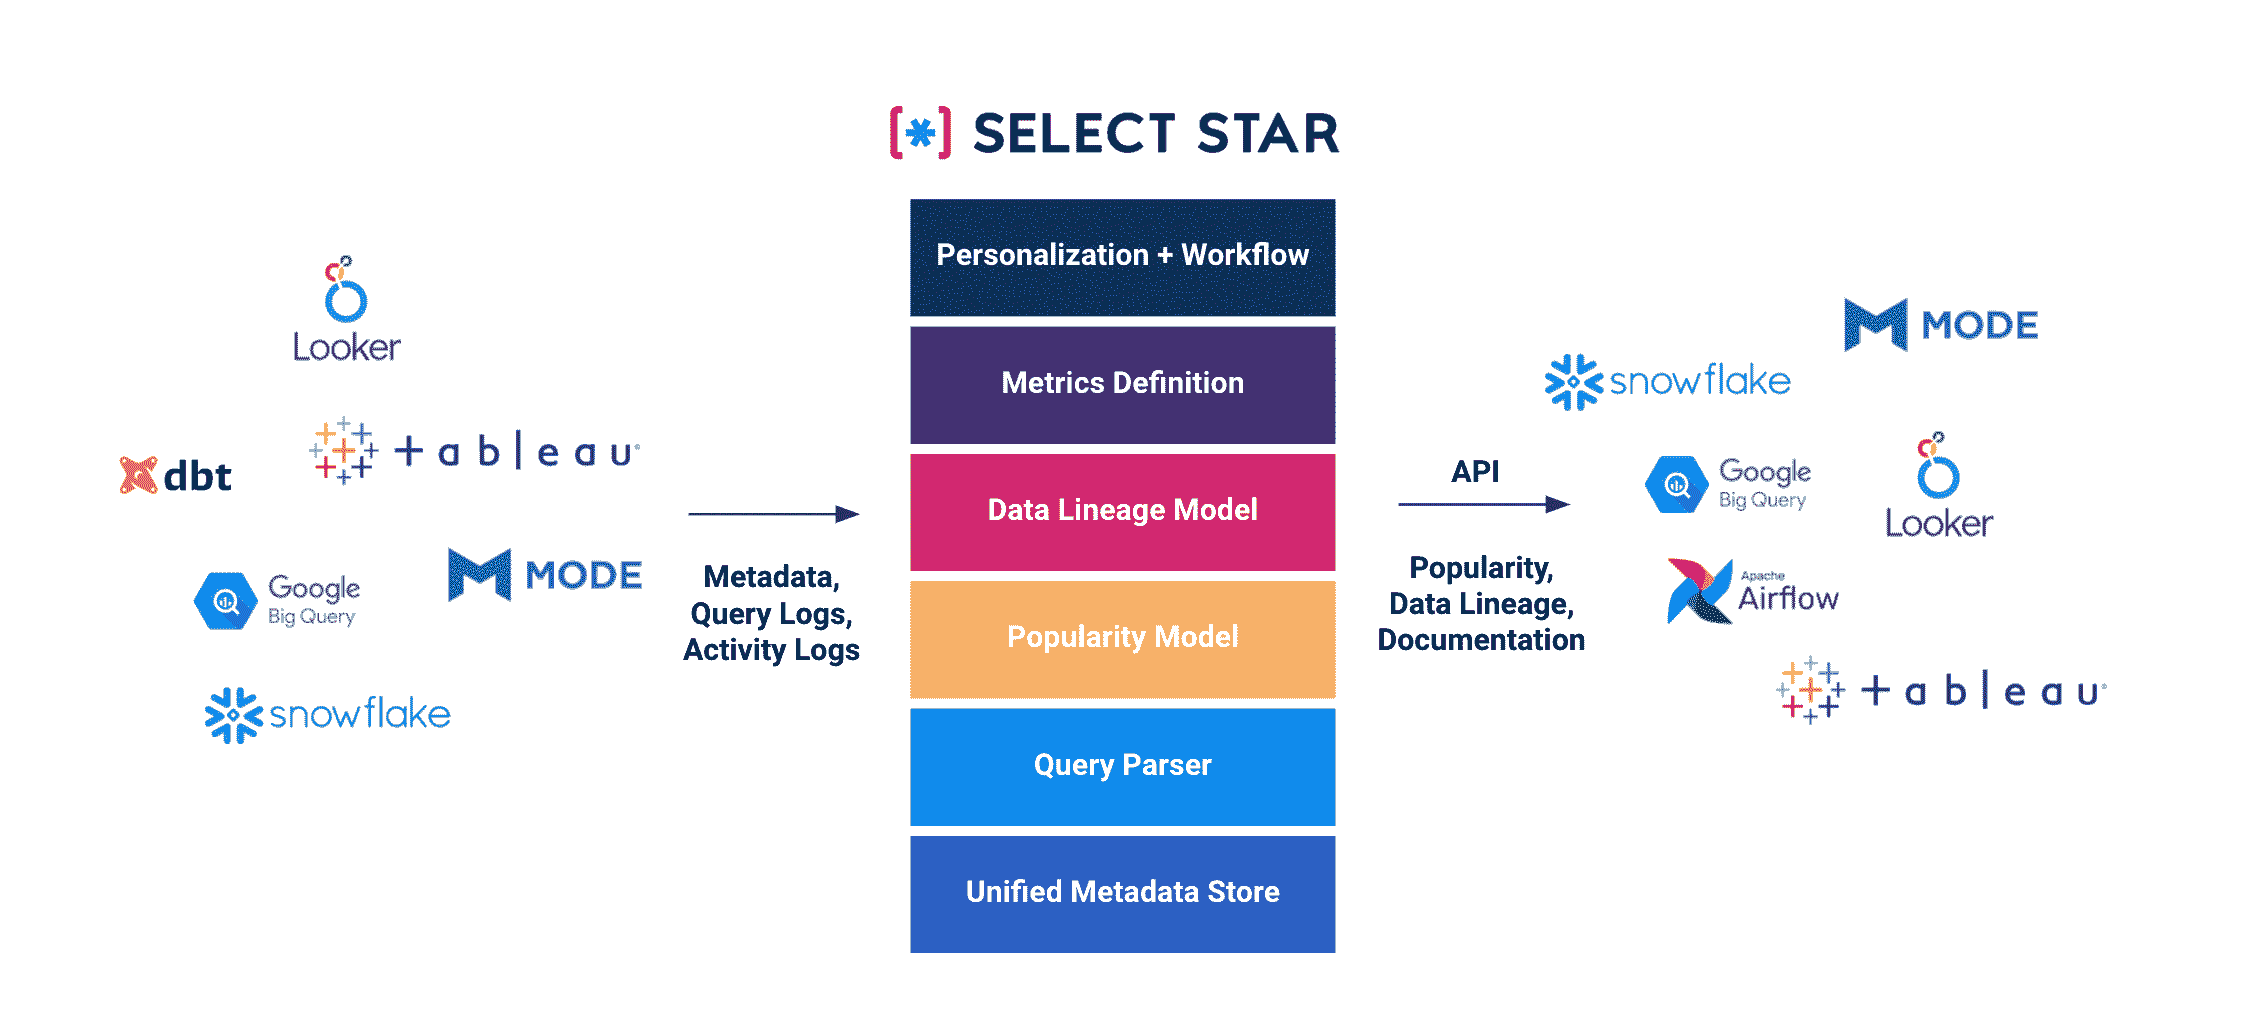 [*] SELECT STAR
Looker
tableau
dbt
Google
Big Query
MODE
snowflake
Metadata,
Query Logs,
Activity Logs
Personalization + Workflow
Metrics Definition
Data Lineage Model
Popularity Model
Query Parser
Unified Metadata Store
API
Popularity,
Data Lineage,
Documentation
MODE
snowflake
Google
Big Query
Looker
Apache
Airflow
tableau